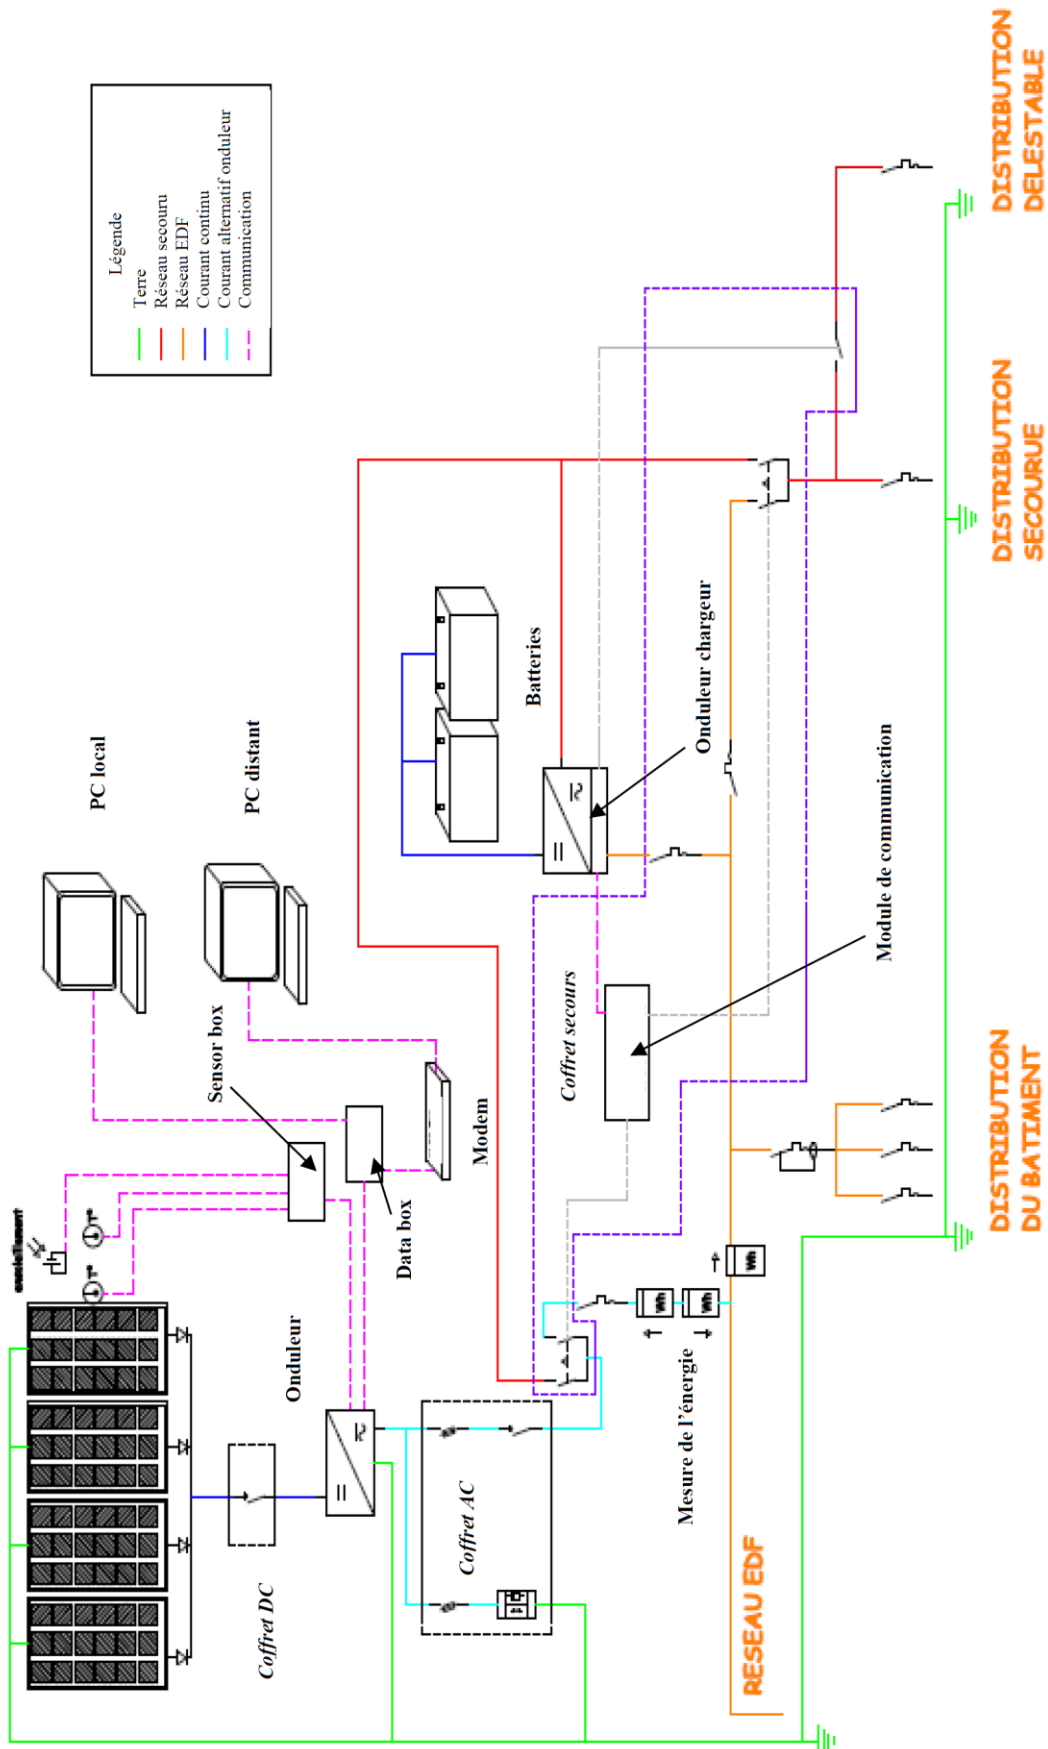 Légende
Terre
Réseau secouru
Réseau EDF
Courant continu
Courant alternatif onduleur
Communication
PC local
PC distant
Sensor box
Data box
Modem
Batteries
Onduleur chargeur
Module de communication
Coffret secours
T°
T°
Onduleur
Coffret DC
Coffret AC
Mesure de l'énergie
Wh
Wh
Wh
RESEAU EDF
DISTRIBUTION
DU BATIMENT
DISTRIBUTION
SECOURUE
DISTRIBUTION
DELESTABLE